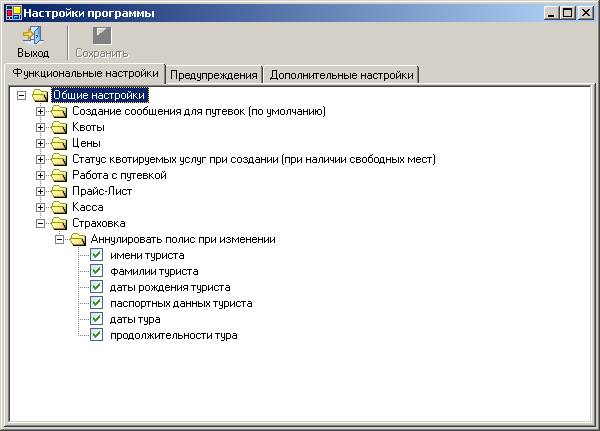 Настройки программы
Выход
Сохранить
Функциональные настройки
Предупреждения
Дополнительные настройки
Общие настройки
Создание сообщения для путевок (по умолчанию)
Квоты
Цены
Статус квотируемых услуг при создании (при наличии свободных мест)
Работа с путевкой
Прайс-Лист
Касса
Страховка
Аннулировать полис при изменении
имени туриста
фамилии туриста
даты рождения туриста
паспортных данных туриста
даты тура
продолжительности тура